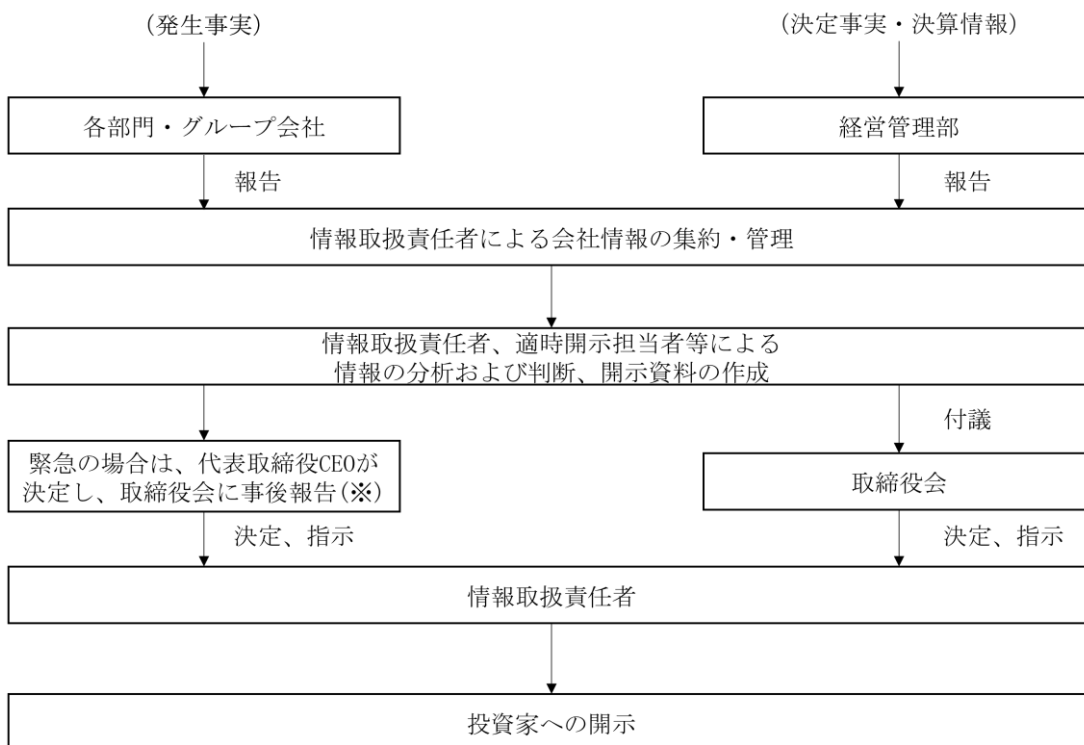 (発生事実)
(決定事実・決算情報)
各部門・グループ会社
経営管理部
報告
報告
情報取扱責任者による会社情報の集約・管理
情報取扱責任者、適時開示担当者等による
情報の分析および判断、開示資料の作成
付議
緊急の場合は、代表取締役CEOが
決定し、取締役会に事後報告(※)
取締役会
決定、指示
決定、指示
情報取扱責任者
投資家への開示